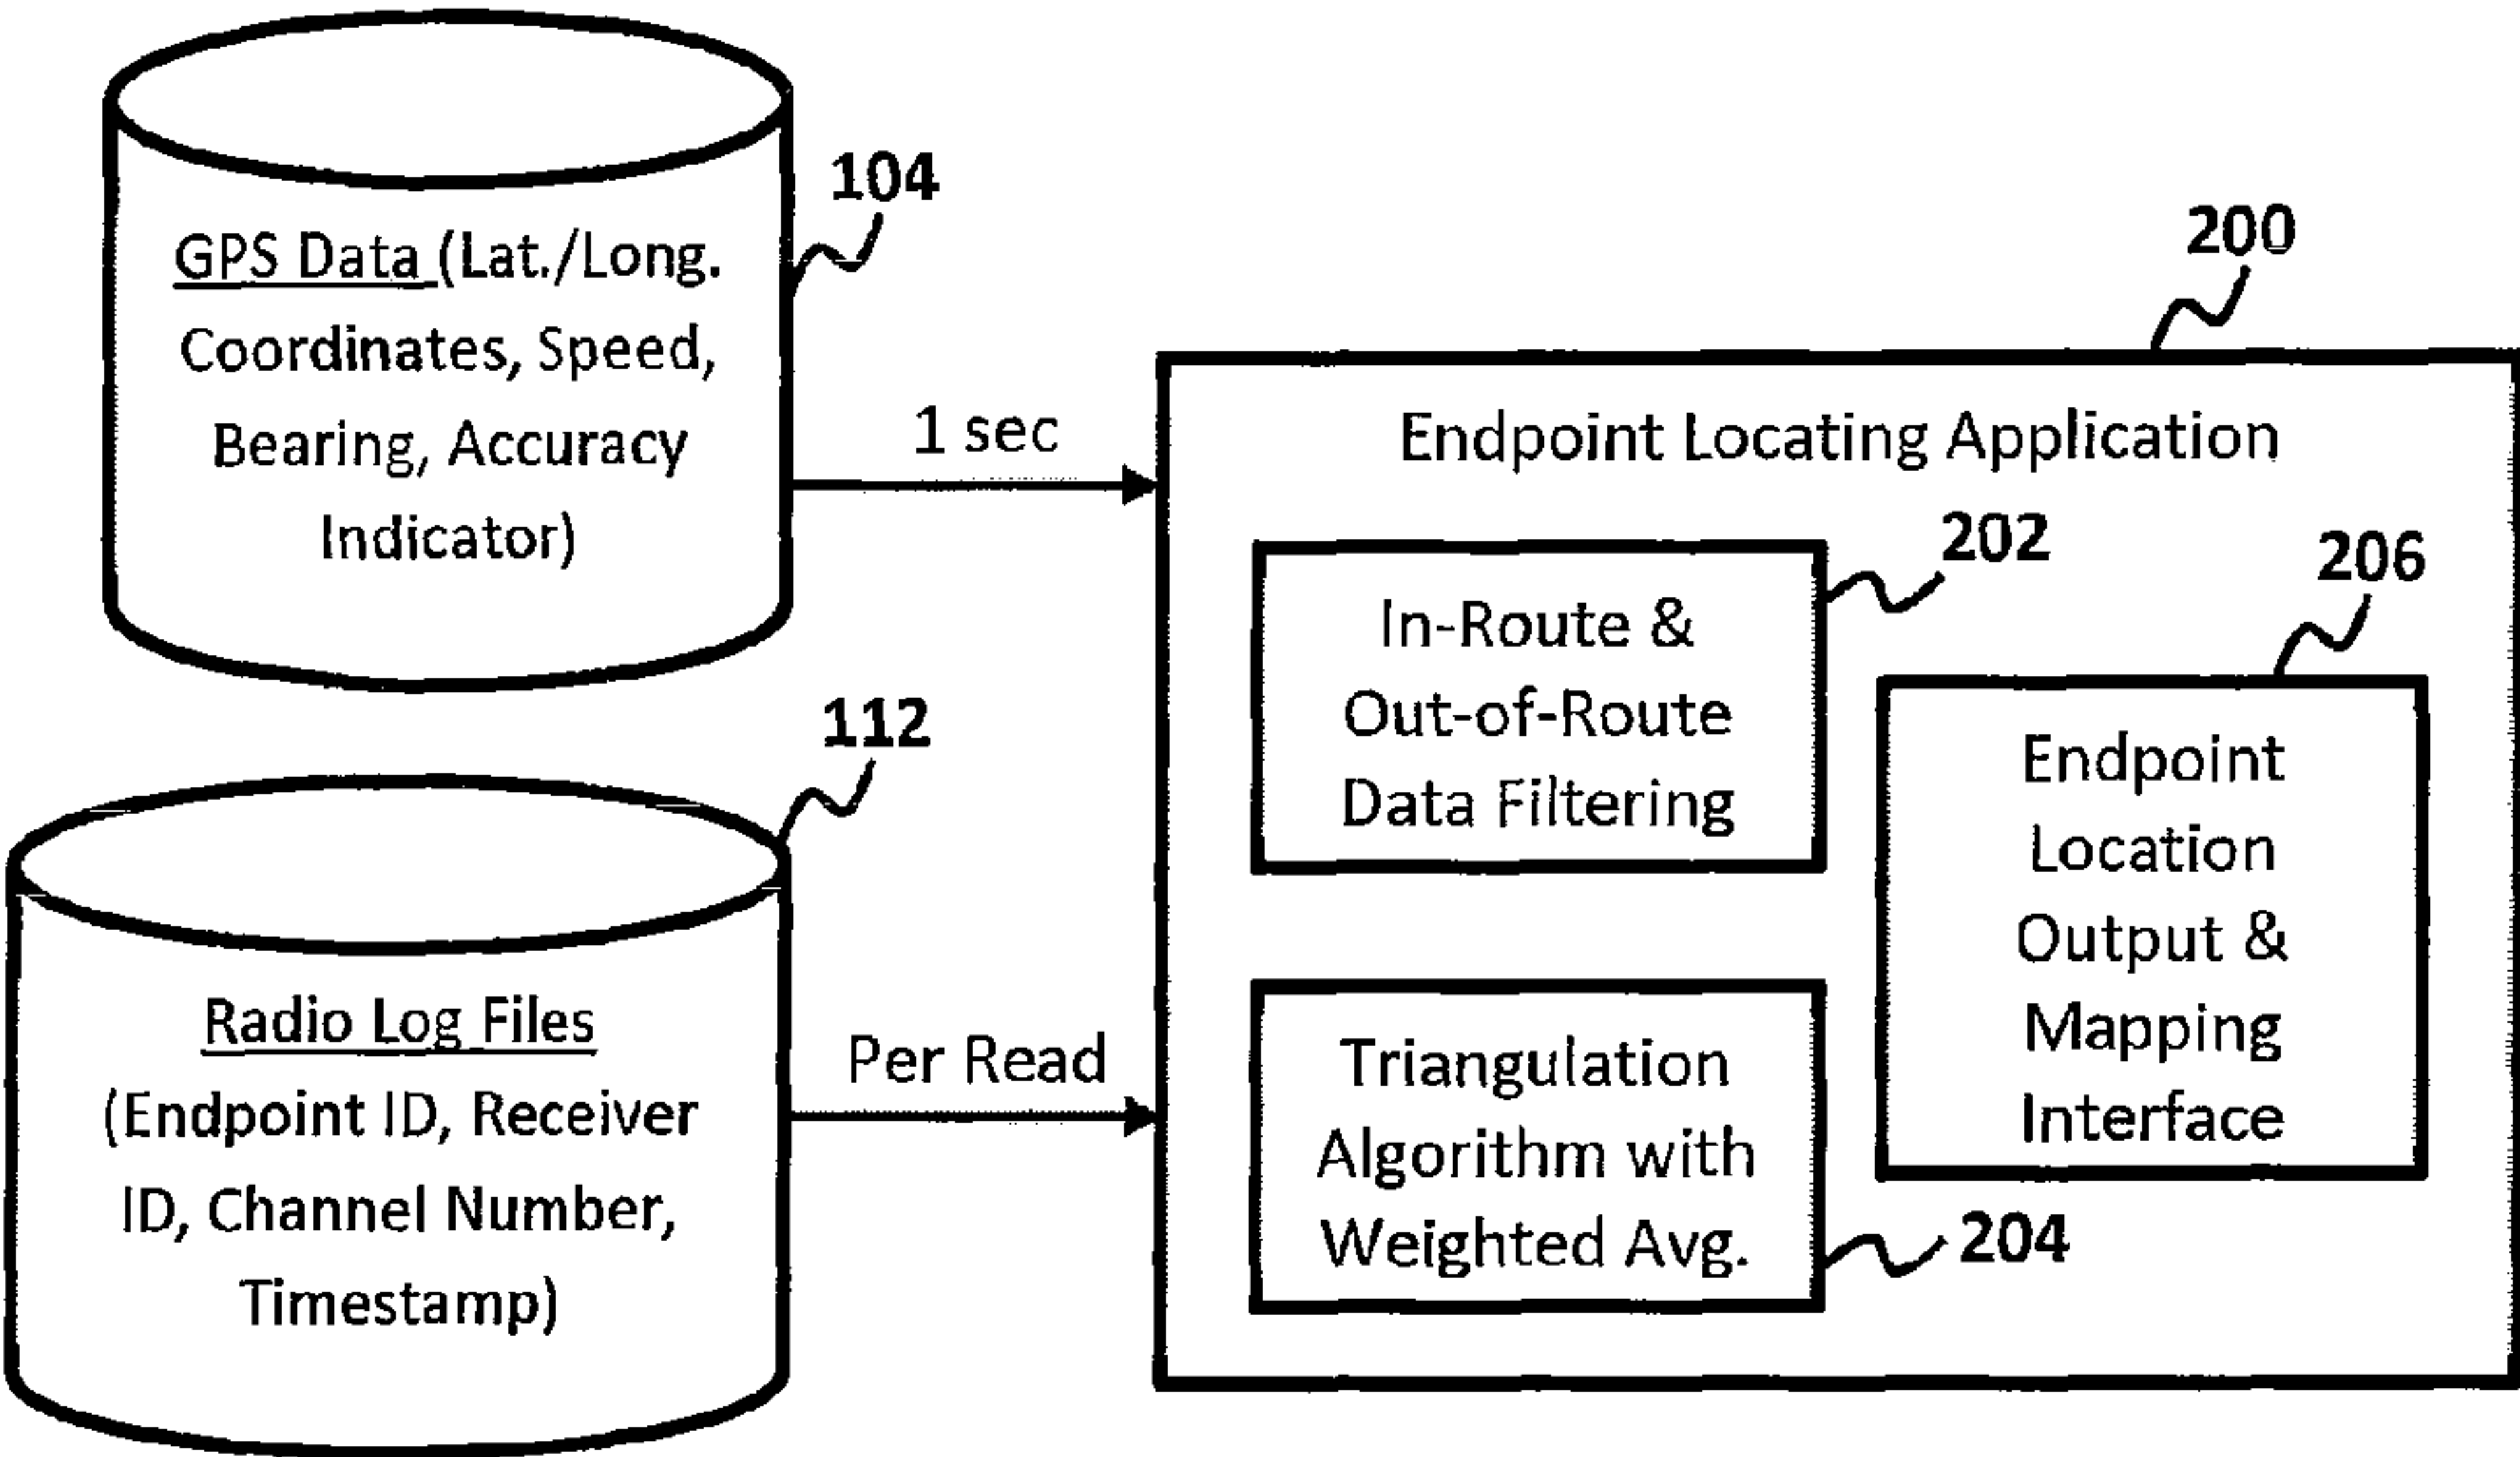 104
GPS Data (Lat./Long.
Coordinates, Speed,
Bearing, Accuracy
Indicator)
1 sec
112
Radio Log Files
(Endpoint ID, Receiver
ID, Channel Number,
Timestamp)
Per Read
200
Endpoint Locating Application
202
In-Route &
Out-of-Route
Data Filtering
206
Endpoint
Location
Output &
Mapping
Interface
Triangulation
Algorithm with
Weighted Avg.
204